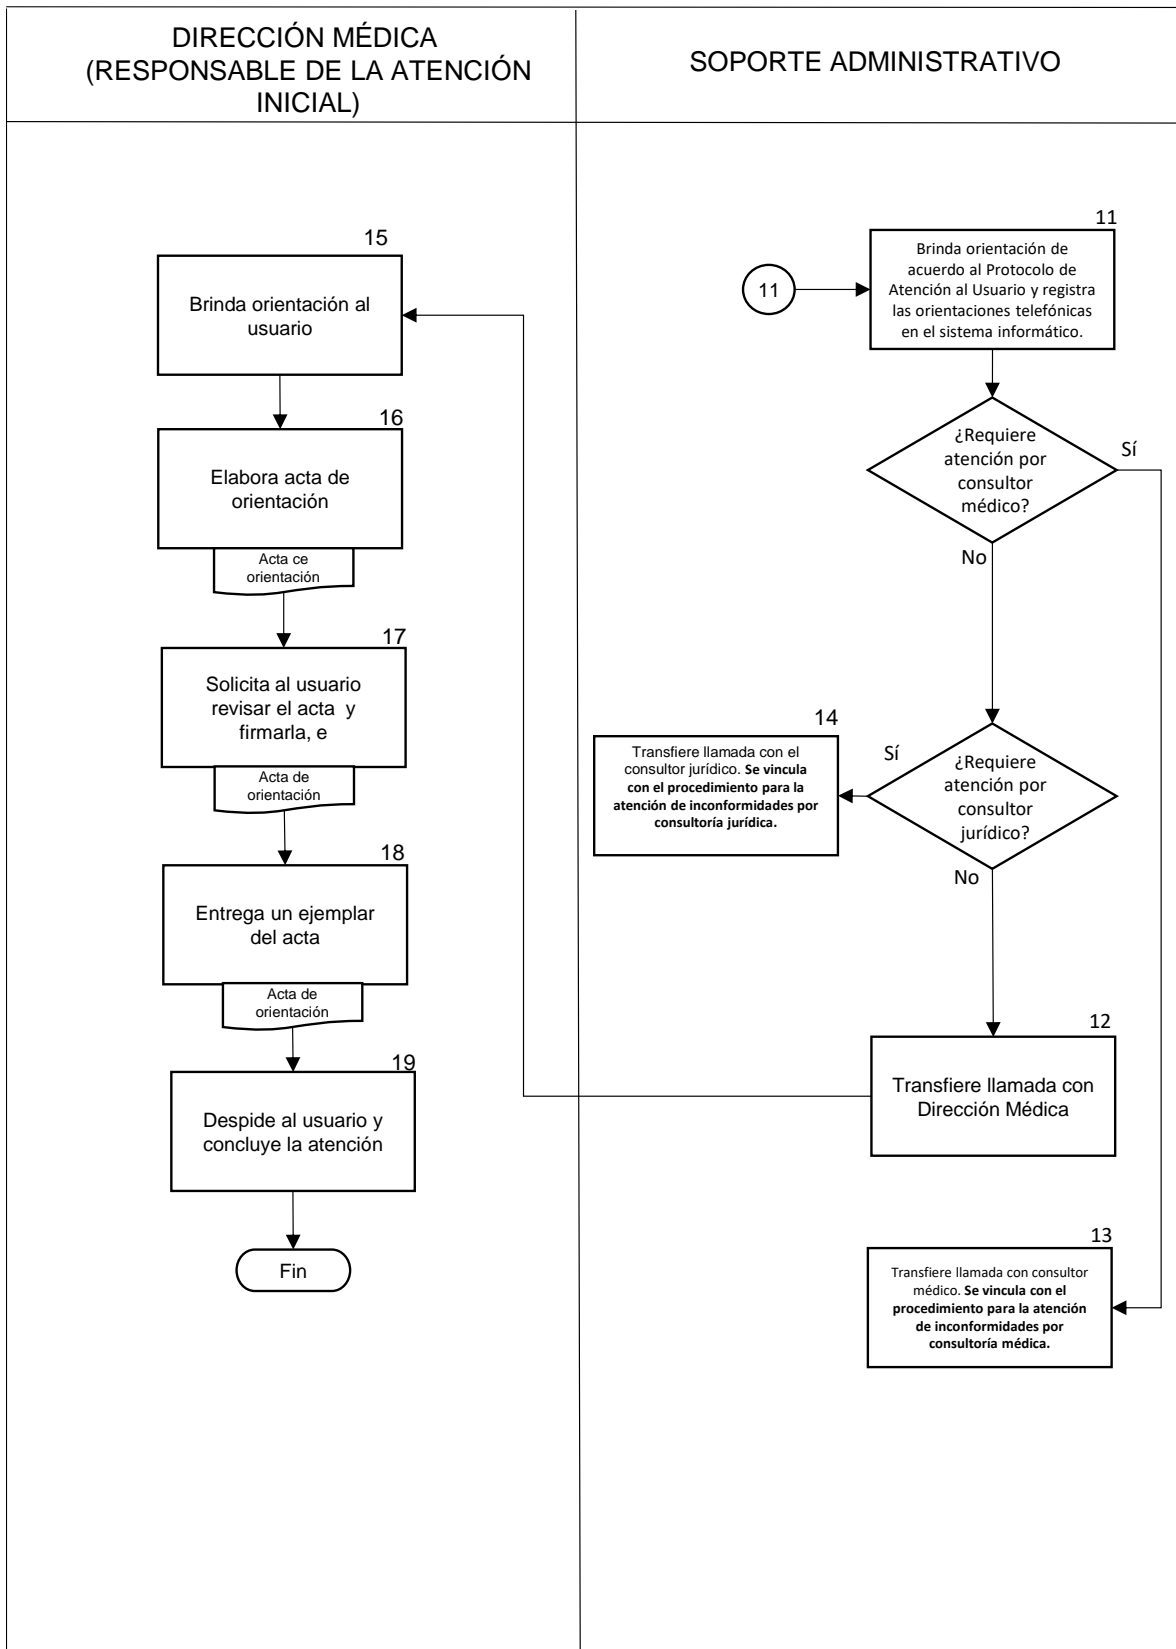 DIRECCIÓN MÉDICA
(RESPONSABLE DE LA ATENCIÓN
INICIAL)
SOPORTE ADMINISTRATIVO
15
Brinda orientación al
usuario
16
Elabora acta de
orientación
Acta ce
orientación
17
Solicita al usuario
revisar el acta y
firmarla, e
Acta de
orientación
18
Entrega un ejemplar
del acta
Acta de
orientación
19
Despide al usuario y
concluye la atención
Fin
11
11
Brinda orientación de
acuerdo al Protocolo de
Atención al Usuario y registra
las orientaciones telefónicas
en el sistema informático.
¿Requiere
atención por
consultor
médico?
Sí
No
14
Transfiere llamada con el
consultor jurídico. Se vincula
con el procedimiento para la
atención de inconformidades por
consultoría jurídica.
Sí
¿Requiere
atención por
consultor
jurídico?
No
12
Transfiere llamada con
Dirección Médica
13
Transfiere llamada con consultor
médico. Se vincula con el
procedimiento para la atención
de inconformidades por
consultoría médica.